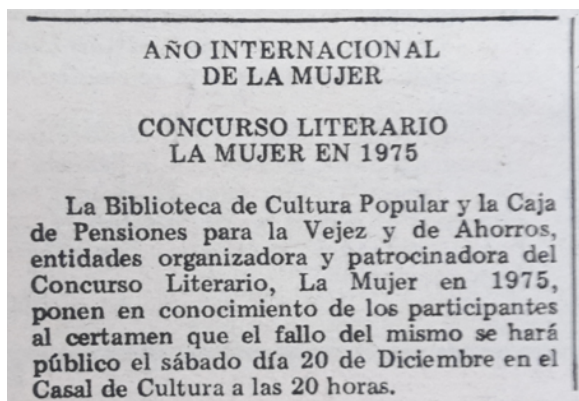 AÑO INTERNACIONAL
DE LA MUJER
CONCURSO LITERARIO
LA MUJER EN 1975
La Biblioteca de Cultura Popular y la Caja
de Pensiones para la Vejez y de Ahorros,
entidades organizadora y patrocinadora del
Concurso Literario, La Mujer en 1975,
ponen en conocimiento de los participantes
al certamen que el fallo del mismo se hará
público el sábado día 20 de Diciembre en el
Casal de Cultura a las 20 horas.